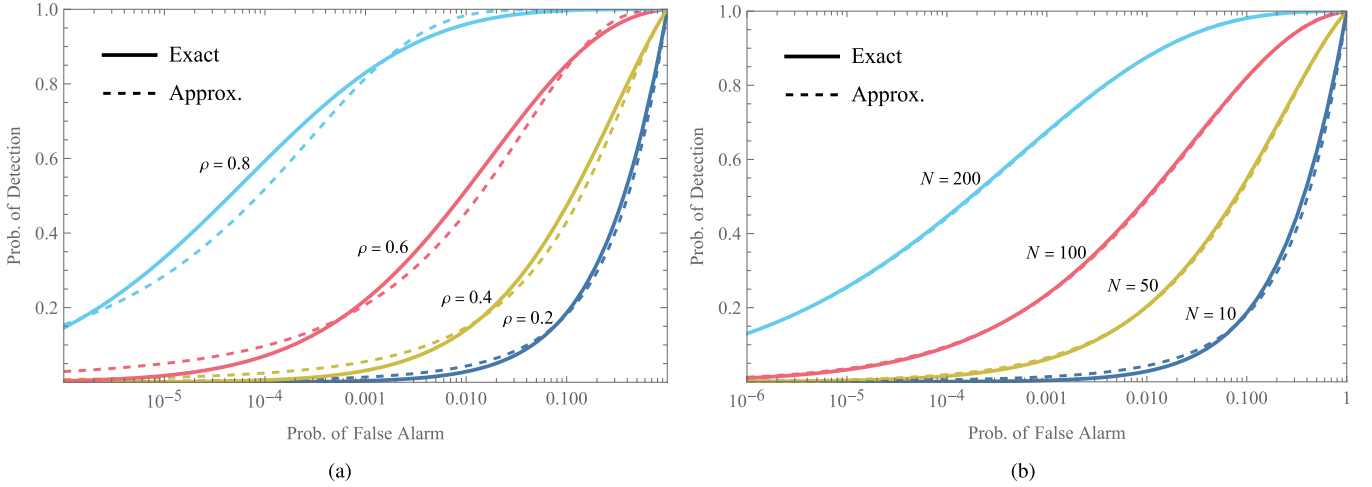 Prob. of Detection
1.0
0.8
0.6
0.4
0.2
Exact
Approx.
ρ = 0.8
ρ = 0.6
ρ = 0.4
ρ = 0.2
10⁻⁵
10⁻⁴
0.001
0.010
0.100
Prob. of False Alarm
(a)
Prob. of Detection
1.0
0.8
0.6
0.4
0.2
Exact
Approx.
N = 200
N = 100
N = 50
N = 10
10⁻⁶
10⁻⁵
10⁻⁴
0.001
0.010
0.100
1
Prob. of False Alarm
(b)